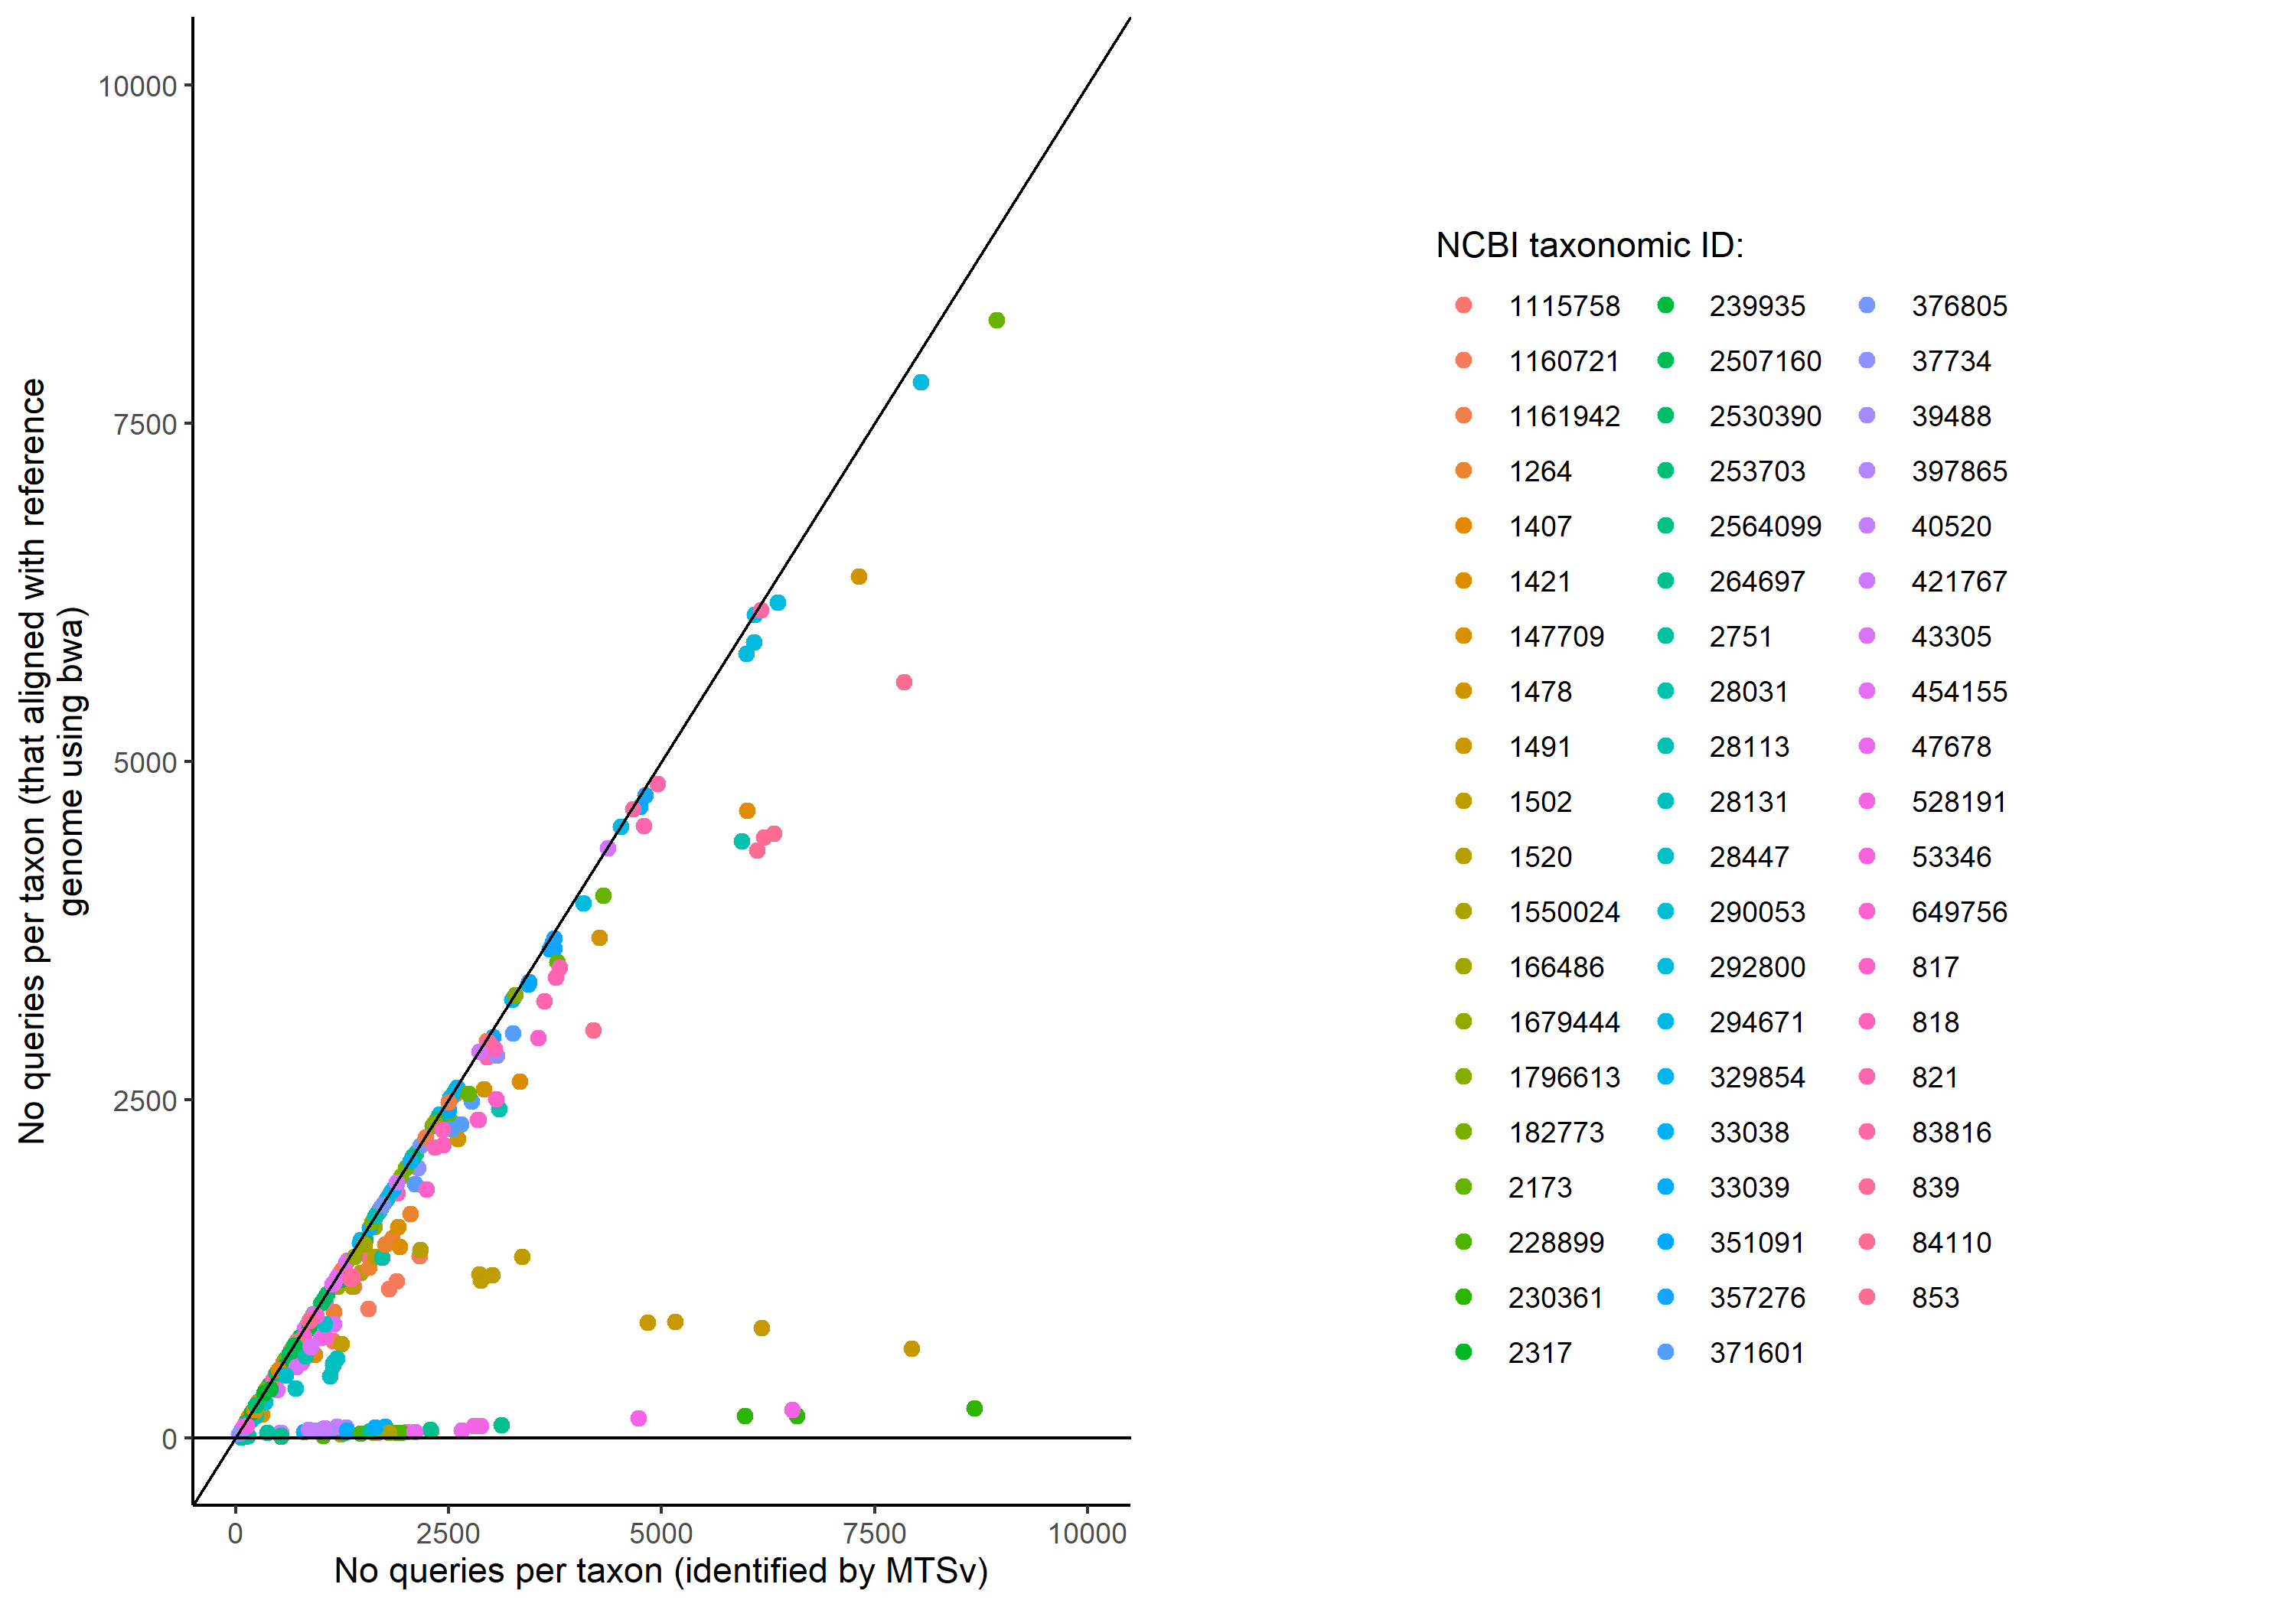 10000
7500
5000
2500
0
No queries per taxon (that aligned with reference
genome using bwa)
0 2500 5000 7500 10000
No queries per taxon (identified by MTSv)
NCBI taxonomic ID:
1115758 239935 376805
1160721 2507160 37734
1161942 2530390 39488
1264 253703 397865
1407 2564099 40520
1421 264697 421767
147709 2751 43305
1478 28031 454155
1491 28113 47678
1502 28131 528191
1520 28447 53346
1550024 290053 649756
166486 292800 817
1679444 294671 818
1796613 329854 821
182773 33038 83816
2173 33039 839
228899 351091 84110
230361 357276 853
2317 371601